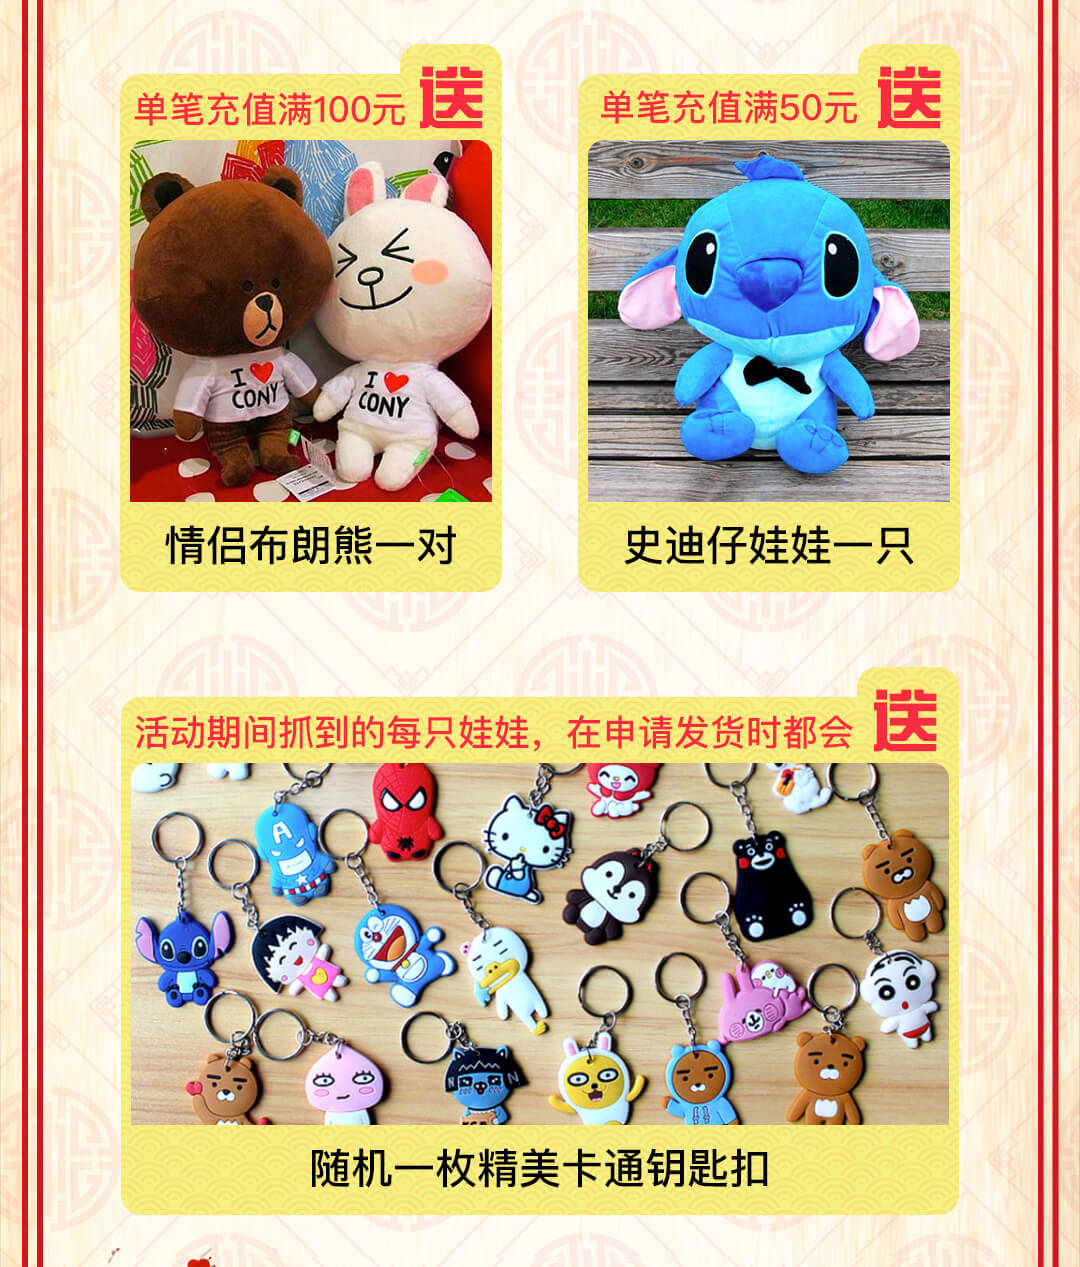 单笔充值满100元 送
单笔充值满50元 送
I ❤
CONY
I ❤
CONY
情侣布朗熊一对
史迪仔娃娃一只
活动期间抓到的每只娃娃，在申请发货时都会 送
A
N N
随机一枚精美卡通钥匙扣